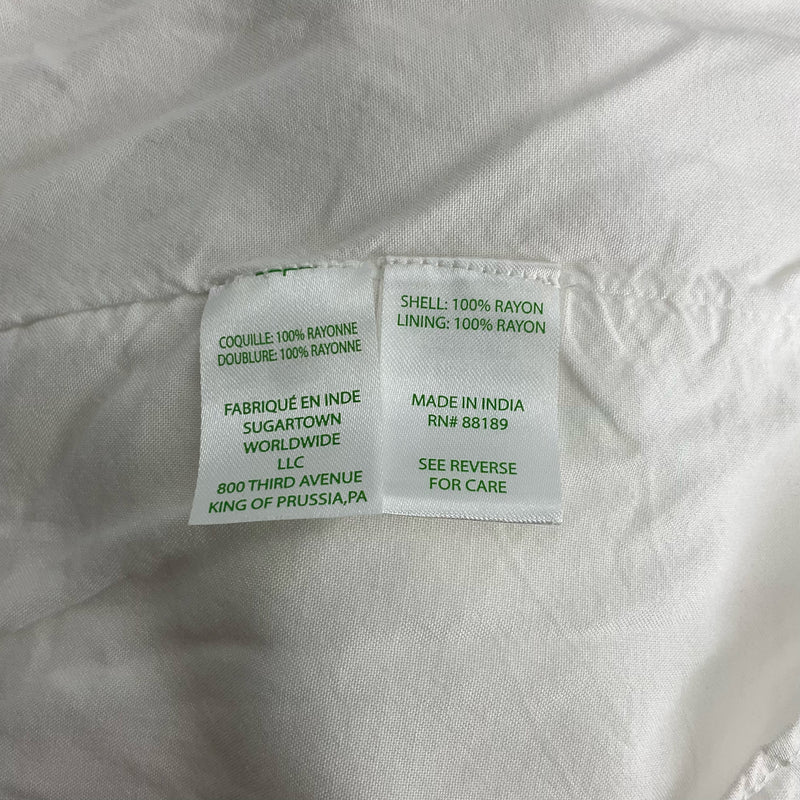 COQUILLE: 100% RAYONNE
DOUBLURE: 100% RAYONNE
FABRIQUÉ EN INDE
SUGARTOWN
WORLDWIDE
LLC
800 THIRD AVENUE
KING OF PRUSSIA,PA
SHELL: 100% RAYON
LINING: 100% RAYON
MADE IN INDIA
RN# 88189
SEE REVERSE
FOR CARE